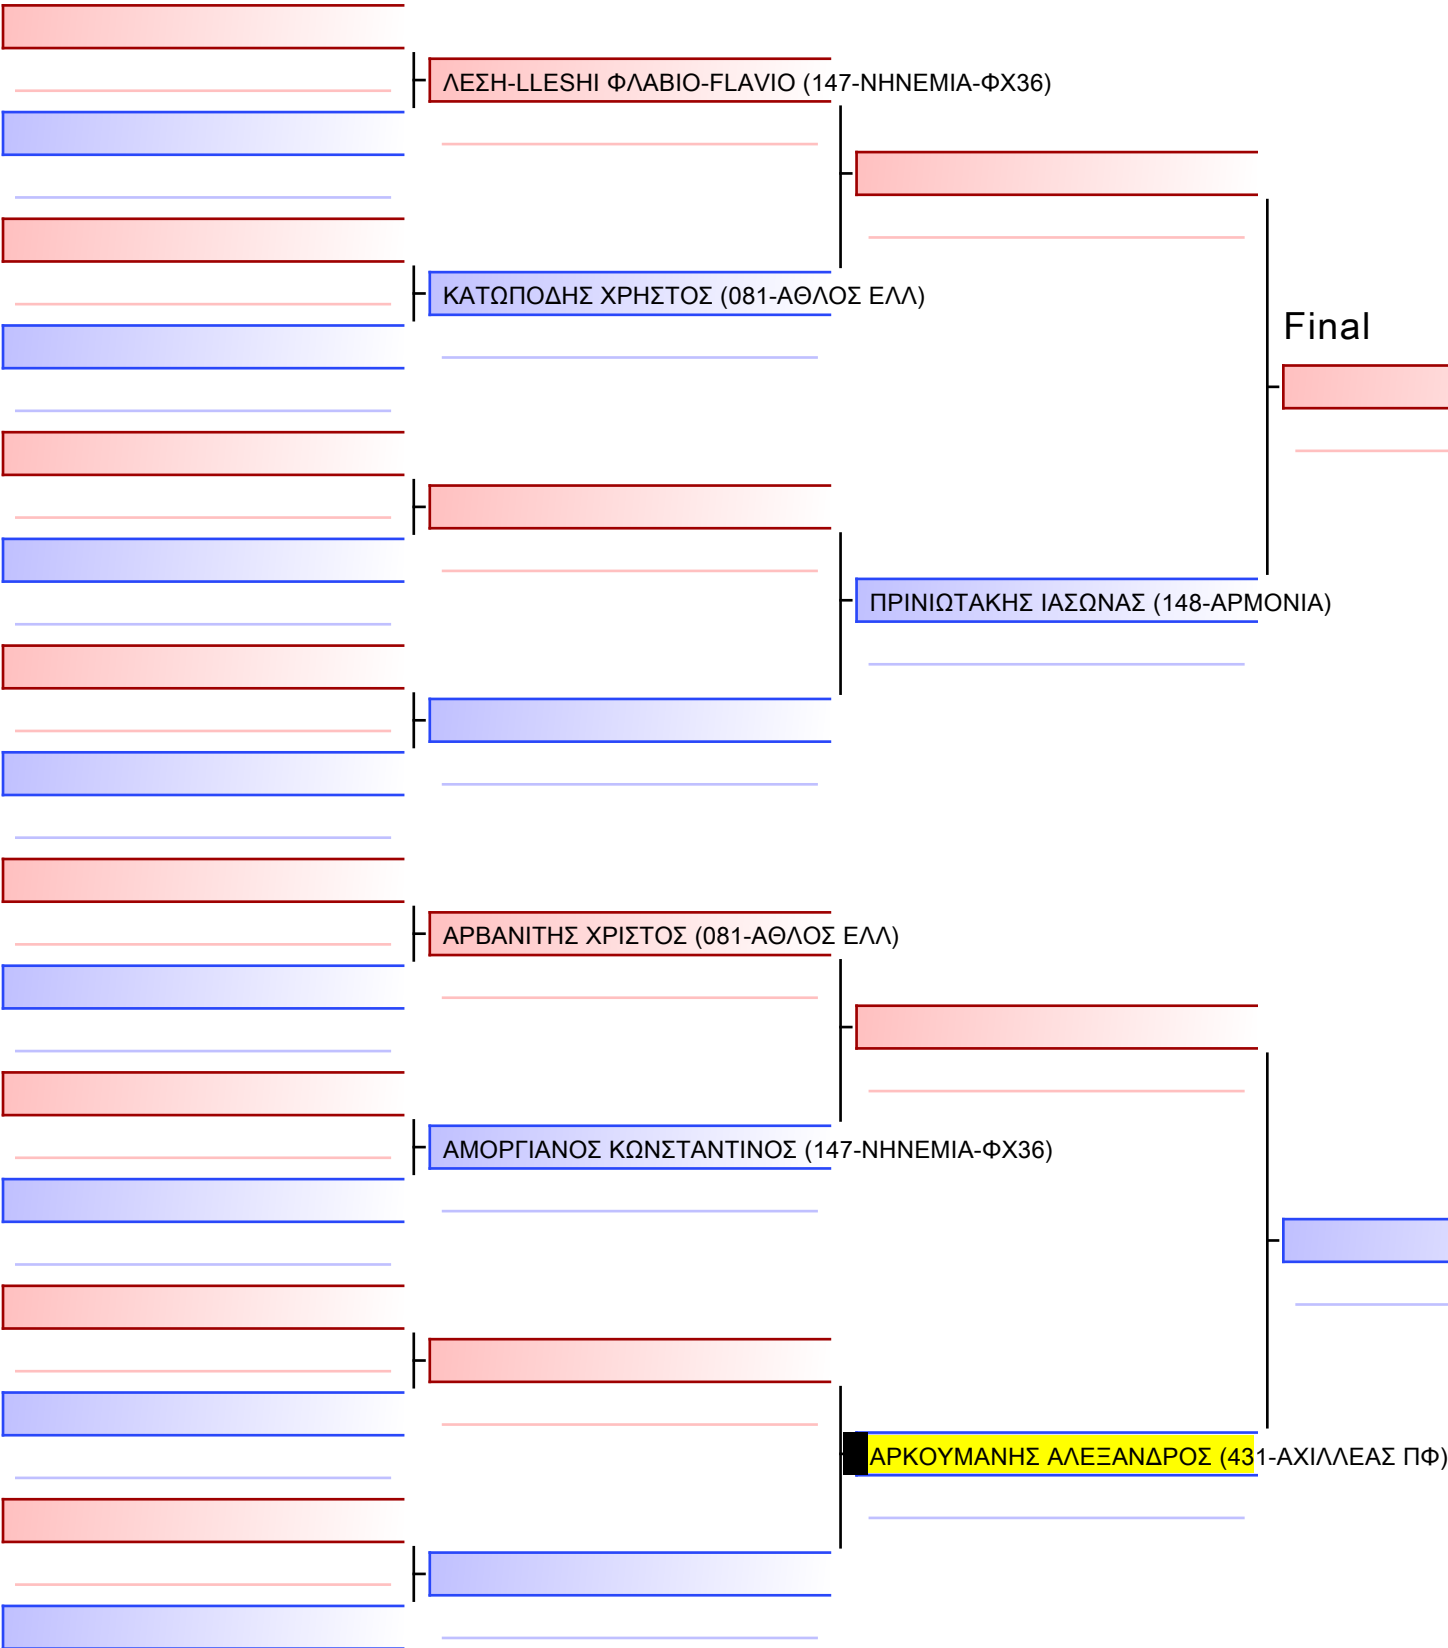 ΛΕΣΗ-LLESHI ΦΛΑΒΙΟ-FLAVIO (147-ΝΗΝΕΜΙΑ-ΦΧ36)
ΚΑΤΩΠΟΔΗΣ ΧΡΗΣΤΟΣ (081-ΑΘΛΟΣ ΕΛΛ)
Final
ΠΡΙΝΙΩΤΑΚΗΣ ΙΑΣΩΝΑΣ (148-ΑΡΜΟΝΙΑ)
ΑΡΒΑΝΙΤΗΣ ΧΡΙΣΤΟΣ (081-ΑΘΛΟΣ ΕΛΛ)
ΑΜΟΡΓΙΑΝΟΣ ΚΩΝΣΤΑΝΤΙΝΟΣ (147-ΝΗΝΕΜΙΑ-ΦΧ36)
ΑΡΚΟΥΜΑΝΗΣ ΑΛΕΞΑΝΔΡΟΣ (431-ΑΧΙΛΛΕΑΣ ΠΦ)